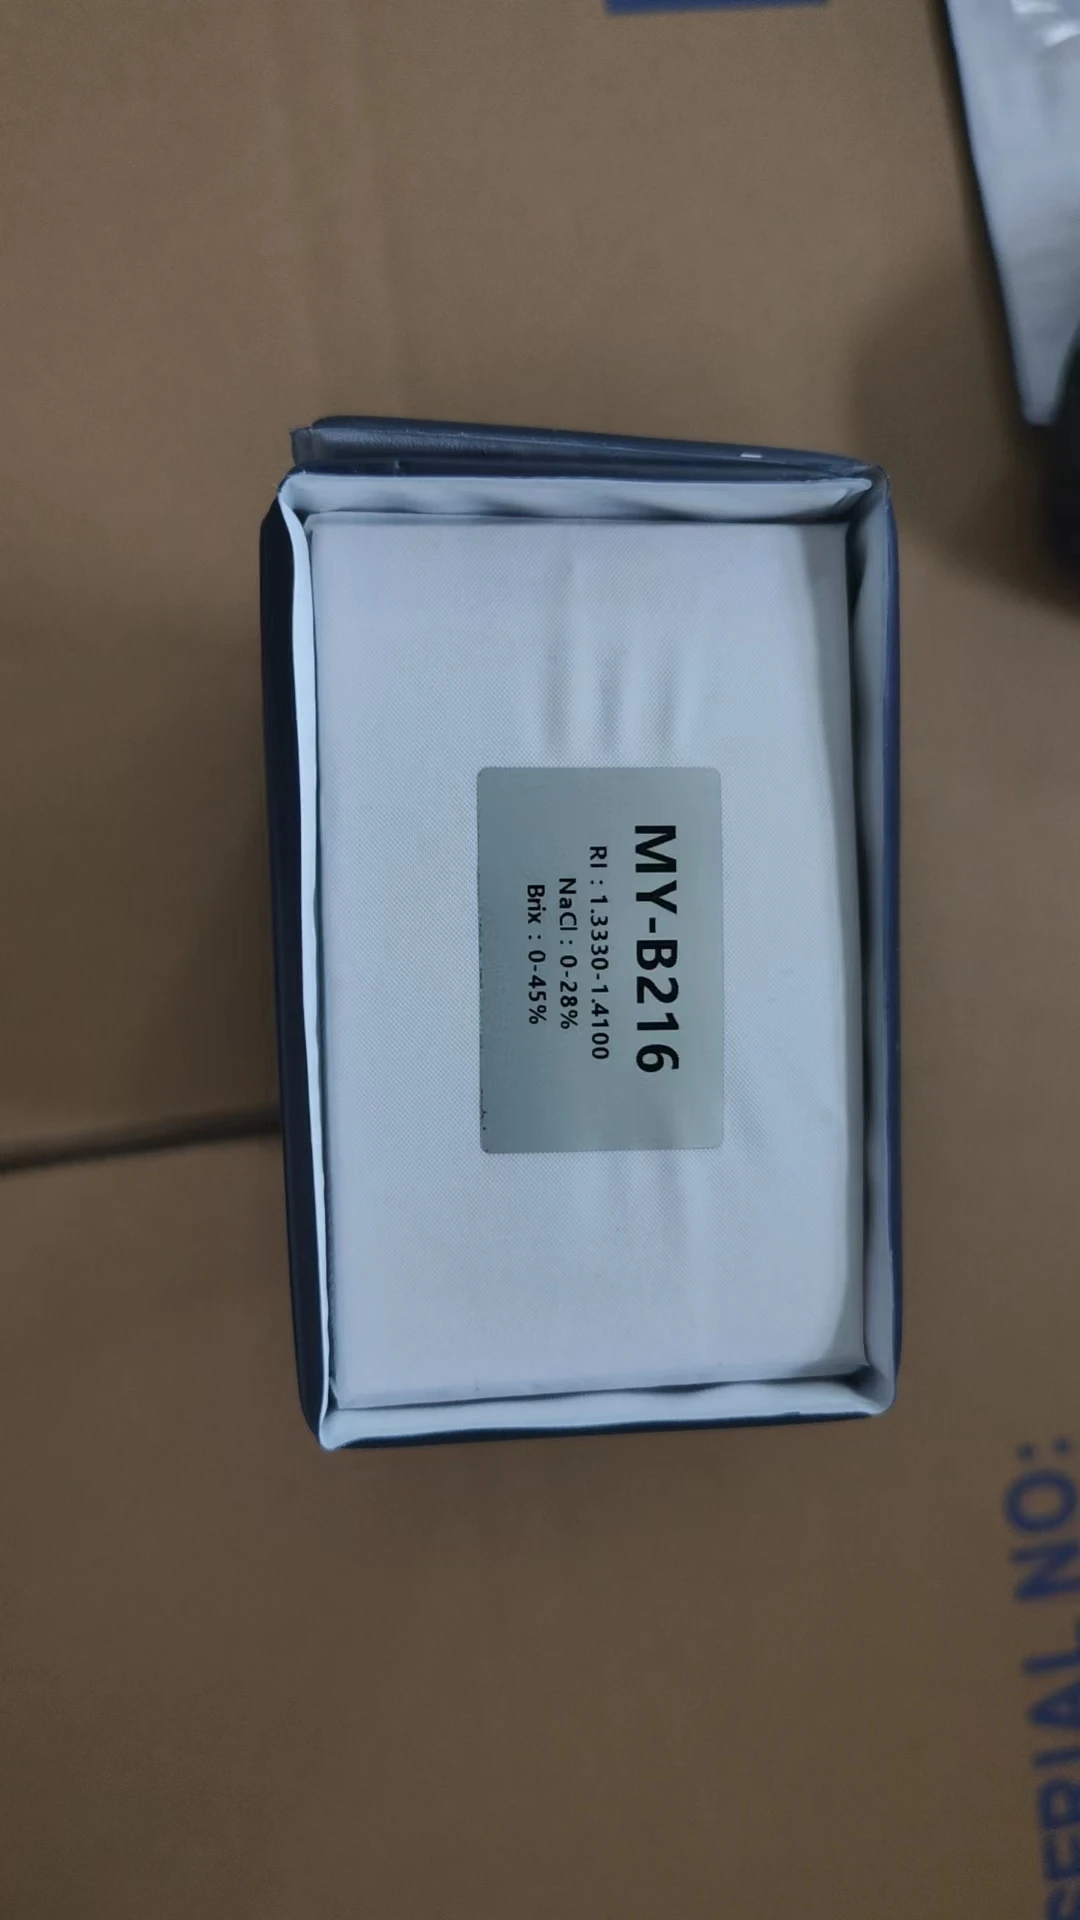 MY-B216
RI : 1.3330-1.4100
NaCl : 0-28%
Brix : 0-45%
SERIAL NO: